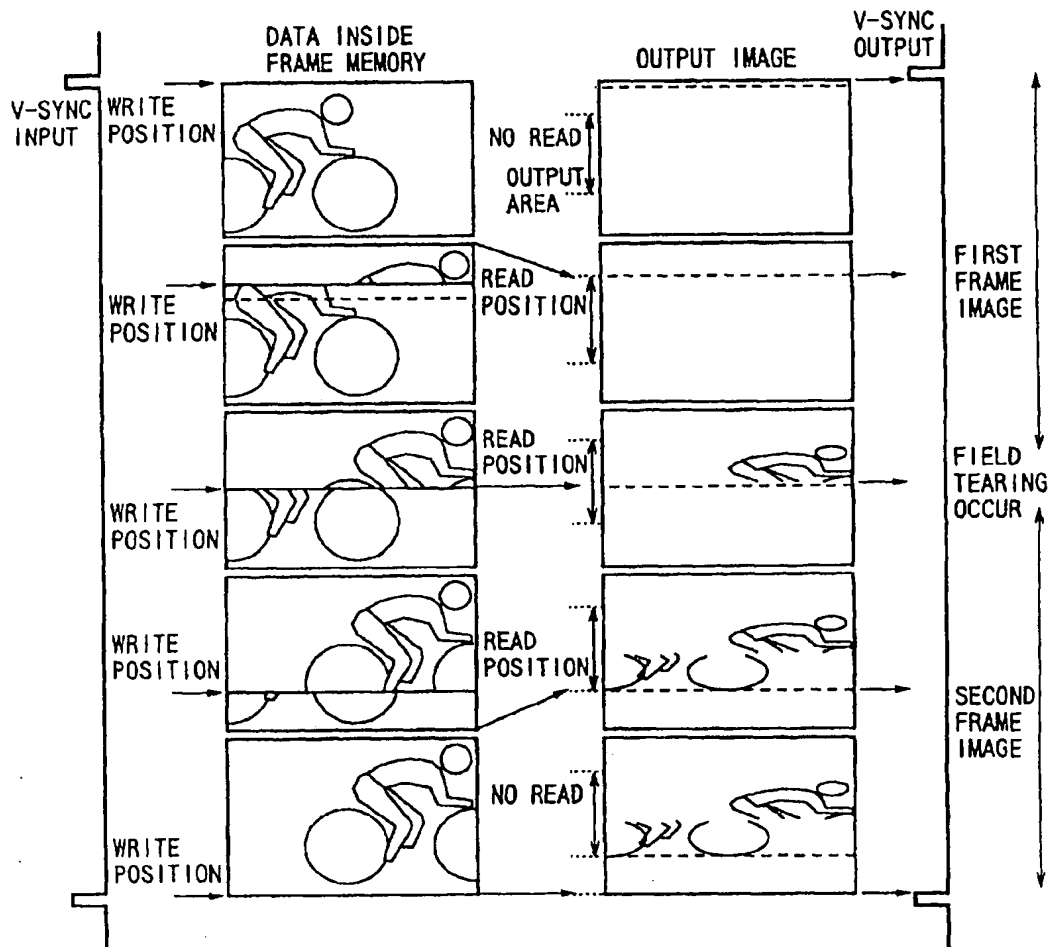 V-SYNC
OUTPUT
DATA INSIDE
FRAME MEMORY
OUTPUT IMAGE
V-SYNC
INPUT
WRITE
POSITION
NO READ
OUTPUT
AREA
WRITE
POSITION
READ
POSITION
FIRST
FRAME
IMAGE
WRITE
POSITION
READ
POSITION
FIELD
TEARING
OCCUR
WRITE
POSITION
READ
POSITION
SECOND
FRAME
IMAGE
NO READ
WRITE
POSITION